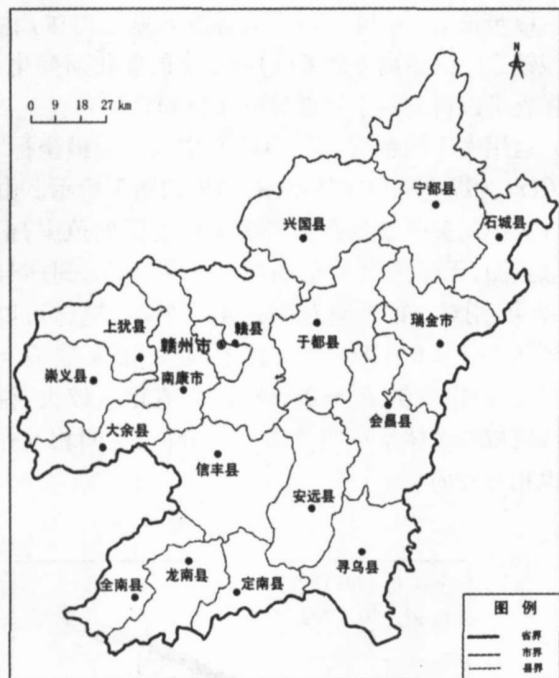 N
0 9 18 27 km
宁都县
兴国县
石城县
上犹县
赣州市
赣县
于都县
瑞金市
崇义县
南康市
会昌县
大余县
信丰县
安远县
寻乌县
龙南县
全南县
定南县
图 例
省界
市界
县界